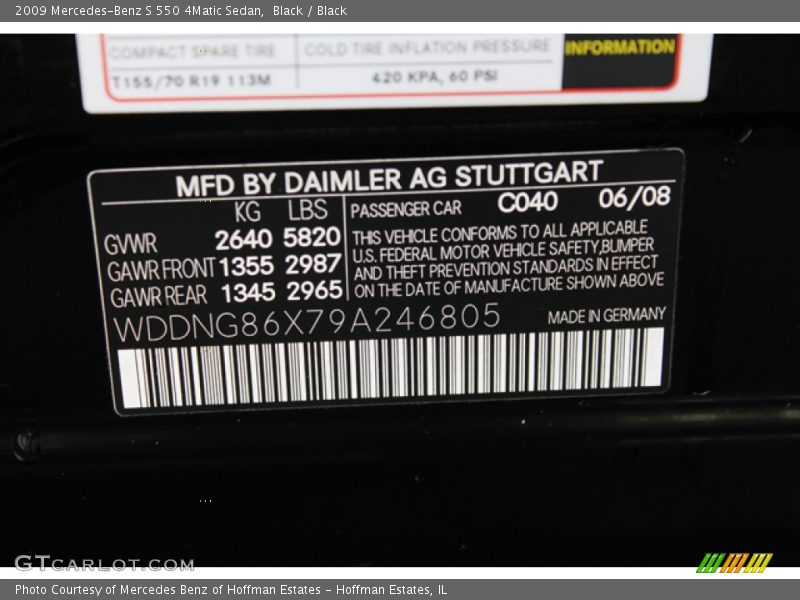 2009 Mercedes-Benz S 550 4Matic Sedan, Black / Black
COMPACT SPARE TIRE COLD TIRE INFLATION PRESSURE INFORMATION
T155/70 R19 113M 420 KPA, 60 PSI
MFD BY DAIMLER AG STUTTGART
KG LBS PASSENGER CAR C040 06/08
GVWR 2640 5820 THIS VEHICLE CONFORMS TO ALL APPLICABLE
U.S. FEDERAL MOTOR VEHICLE SAFETY,BUMPER
GAWR FRONT 1355 2987 AND THEFT PREVENTION STANDARDS IN EFFECT
GAWR REAR 1345 2965 ON THE DATE OF MANUFACTURE SHOWN ABOVE
WDDNG86X79A246805 MADE IN GERMANY
GTCARLOT.COM
Photo Courtesy of Mercedes Benz of Hoffman Estates - Hoffman Estates, IL